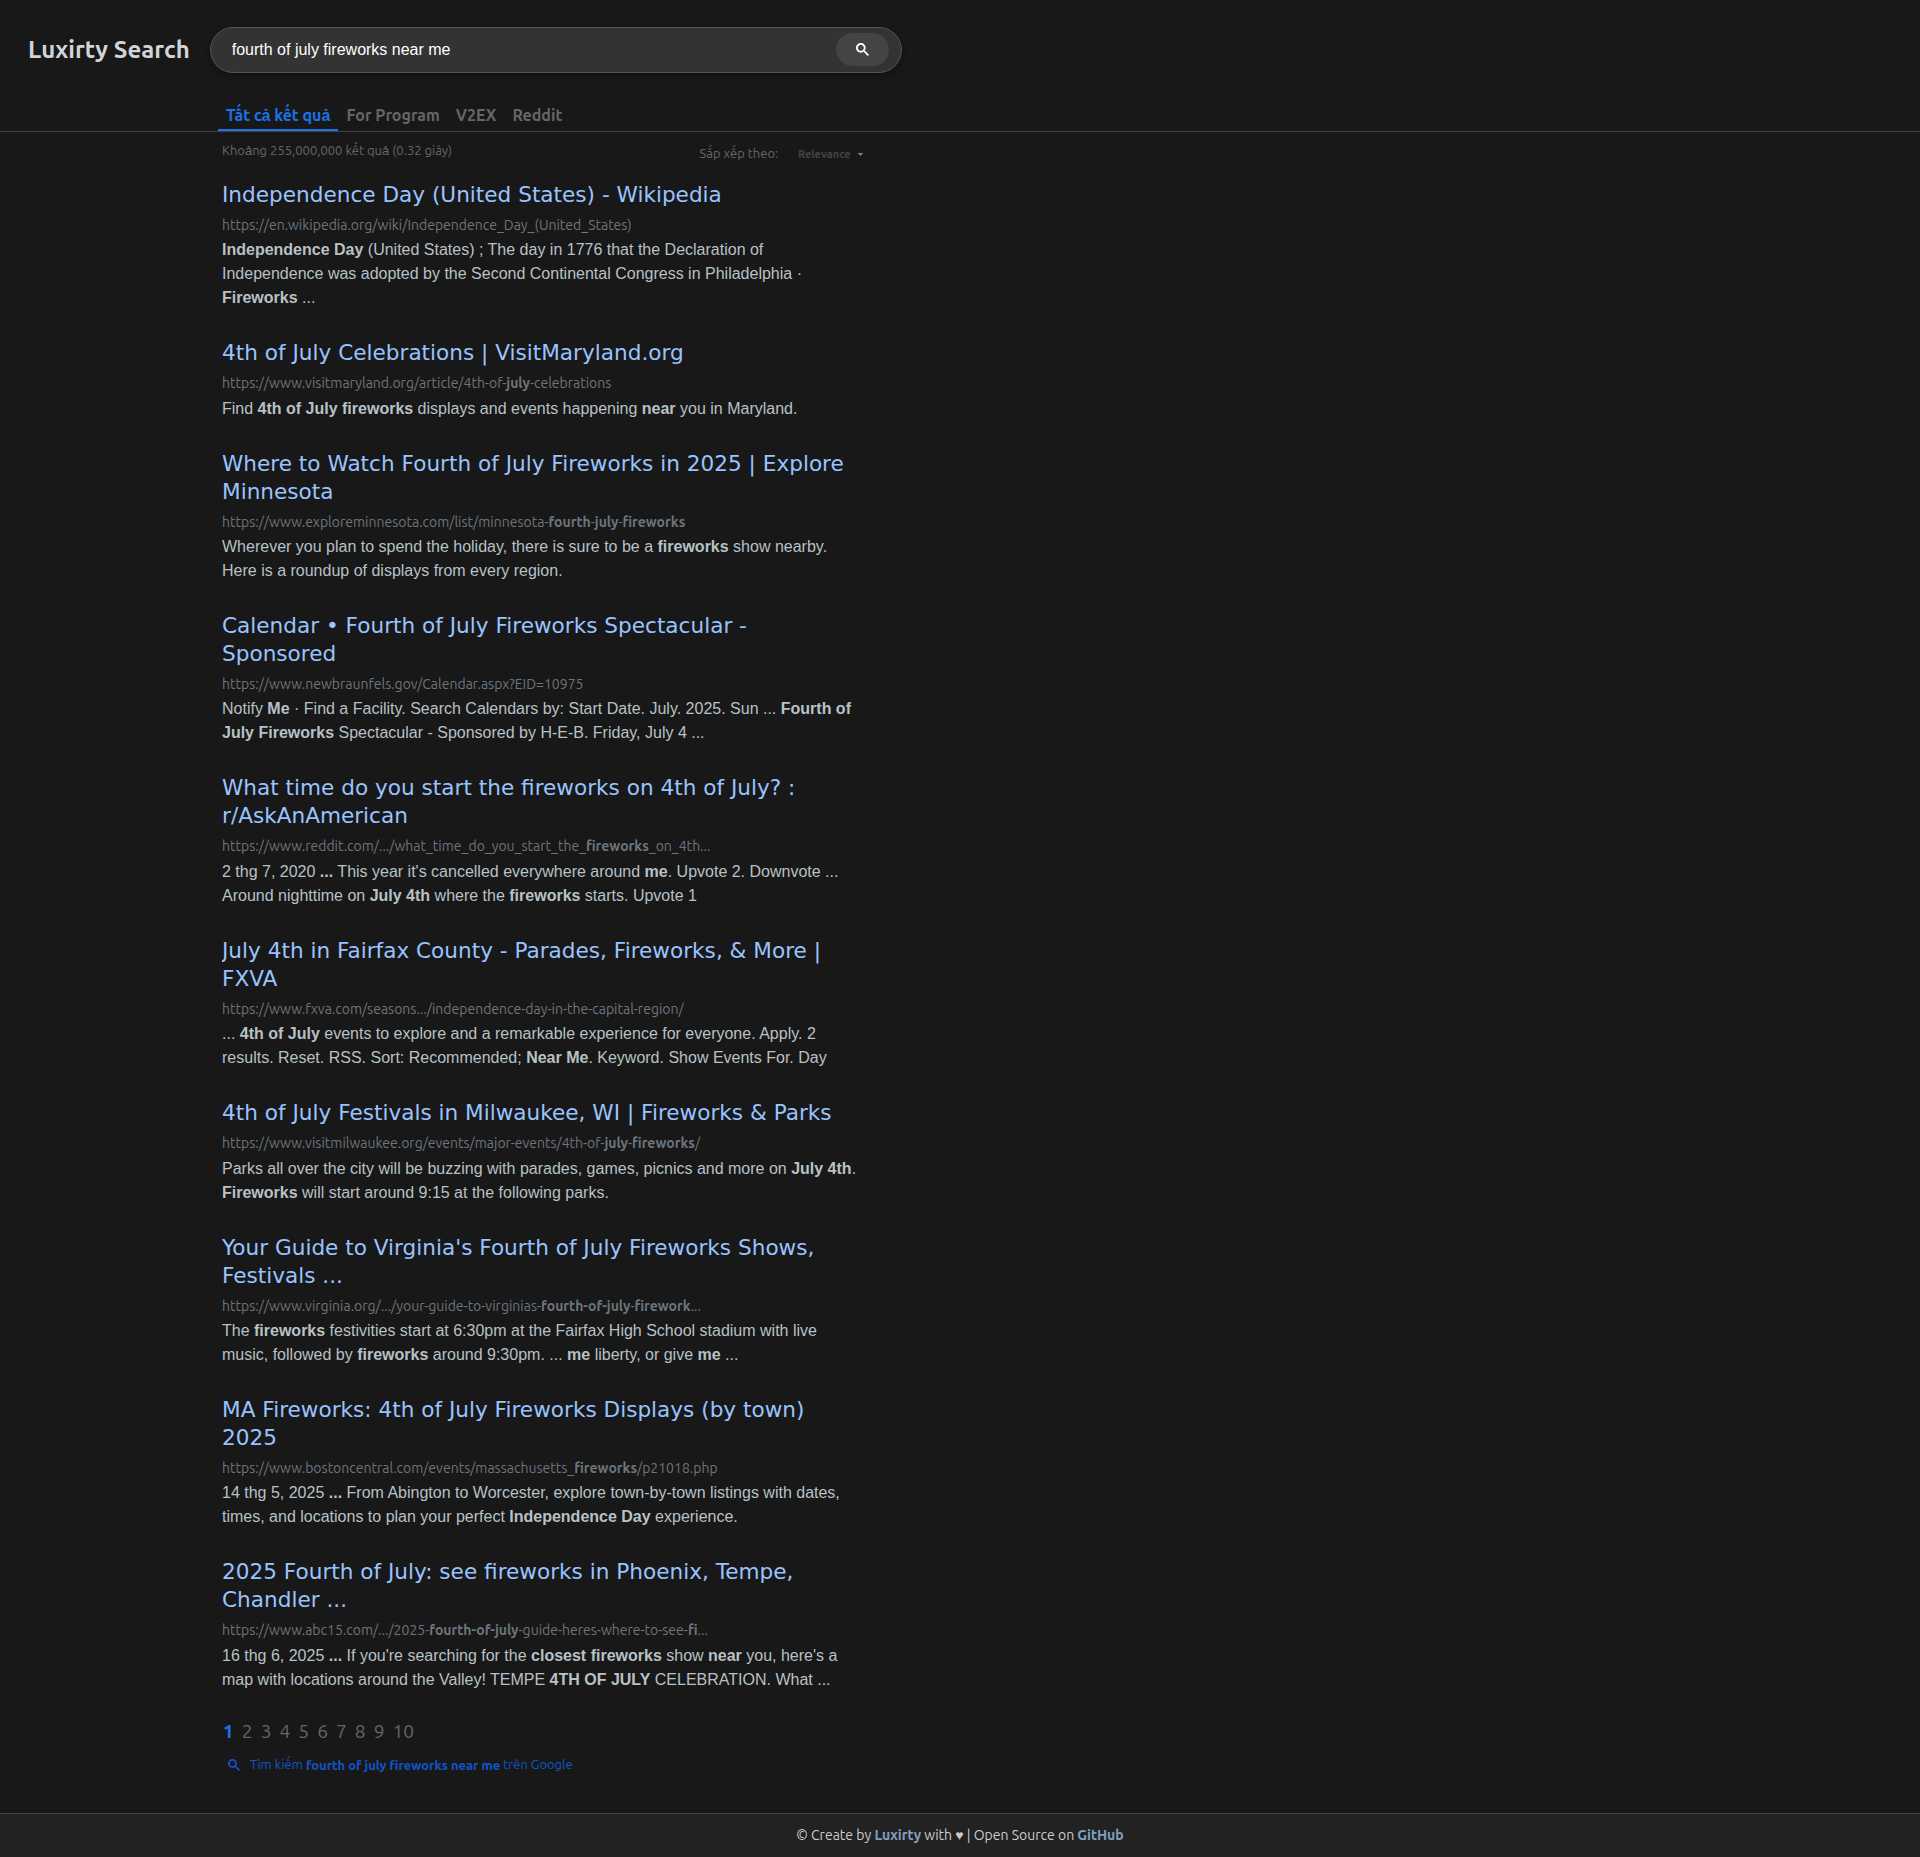 Luxirty Search
fourth of july fireworks near me
Tất cả kết quả For Program V2EX Reddit
Khoảng 255,000,000 kết quả (0.32 giây)
Sắp xếp theo: Relevance
Independence Day (United States) - Wikipedia
https://en.wikipedia.org/wiki/Independence_Day_(United_States)
Independence Day (United States) ; The day in 1776 that the Declaration of
Independence was adopted by the Second Continental Congress in Philadelphia ·
Fireworks ...
4th of July Celebrations | VisitMaryland.org
https://www.visitmaryland.org/article/4th-of-july-celebrations
Find 4th of July fireworks displays and events happening near you in Maryland.
Where to Watch Fourth of July Fireworks in 2025 | Explore
Minnesota
https://www.exploreminnesota.com/list/minnesota-fourth-july-fireworks
Wherever you plan to spend the holiday, there is sure to be a fireworks show nearby.
Here is a roundup of displays from every region.
Calendar • Fourth of July Fireworks Spectacular -
Sponsored
https://www.newbraunfels.gov/Calendar.aspx?EID=10975
Notify Me · Find a Facility. Search Calendars by: Start Date. July. 2025. Sun ... Fourth of
July Fireworks Spectacular - Sponsored by H-E-B. Friday, July 4 ...
What time do you start the fireworks on 4th of July? :
r/AskAnAmerican
https://www.reddit.com/.../what_time_do_you_start_the_fireworks_on_4th...
2 thg 7, 2020 ... This year it's cancelled everywhere around me. Upvote 2. Downvote ...
Around nighttime on July 4th where the fireworks starts. Upvote 1
July 4th in Fairfax County - Parades, Fireworks, & More |
FXVA
https://www.fxva.com/seasons.../independence-day-in-the-capital-region/
... 4th of July events to explore and a remarkable experience for everyone. Apply. 2
results. Reset. RSS. Sort: Recommended; Near Me. Keyword. Show Events For. Day
4th of July Festivals in Milwaukee, WI | Fireworks & Parks
https://www.visitmilwaukee.org/events/major-events/4th-of-july-fireworks/
Parks all over the city will be buzzing with parades, games, picnics and more on July 4th.
Fireworks will start around 9:15 at the following parks.
Your Guide to Virginia's Fourth of July Fireworks Shows,
Festivals ...
https://www.virginia.org/.../your-guide-to-virginias-fourth-of-july-firework...
The fireworks festivities start at 6:30pm at the Fairfax High School stadium with live
music, followed by fireworks around 9:30pm. ... me liberty, or give me ...
MA Fireworks: 4th of July Fireworks Displays (by town)
2025
https://www.bostoncentral.com/events/massachusetts_fireworks/p21018.php
14 thg 5, 2025 ... From Abington to Worcester, explore town-by-town listings with dates,
times, and locations to plan your perfect Independence Day experience.
2025 Fourth of July: see fireworks in Phoenix, Tempe,
Chandler ...
https://www.abc15.com/.../2025-fourth-of-july-guide-heres-where-to-see-fi...
16 thg 6, 2025 ... If you're searching for the closest fireworks show near you, here's a
map with locations around the Valley! TEMPE 4TH OF JULY CELEBRATION. What ...
1 2 3 4 5 6 7 8 9 10
Tìm kiếm fourth of july fireworks near me trên Google
© Create by Luxirty with ♥ | Open Source on GitHub